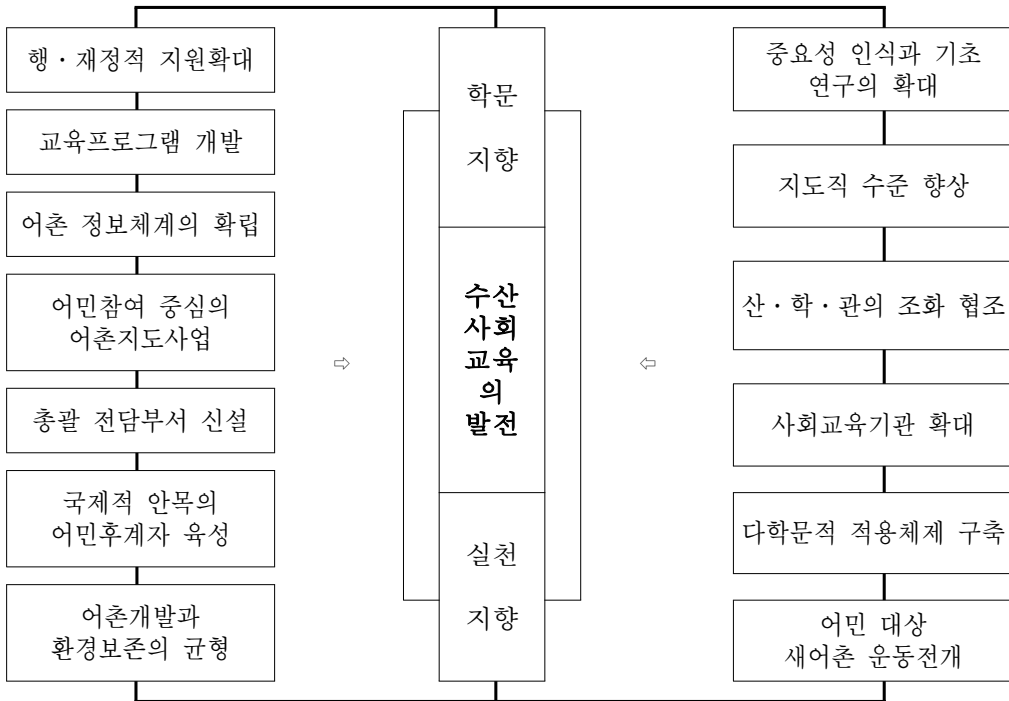 행·재정적 지원확대
교육프로그램 개발
어촌 정보체계의 확립
어민참여 중심의
어촌지도사업
총괄 전담부서 신설
국제적 안목의
어민후계자 육성
어촌개발과
환경보존의 균형
학문
지향
수산
사회
교육
의
발전
실천
지향
중요성 인식과 기초
연구의 확대
지도직 수준 향상
산·학·관의 조화 협조
사회교육기관 확대
다학문적 적용체제 구축
어민 대상
새어촌 운동전개